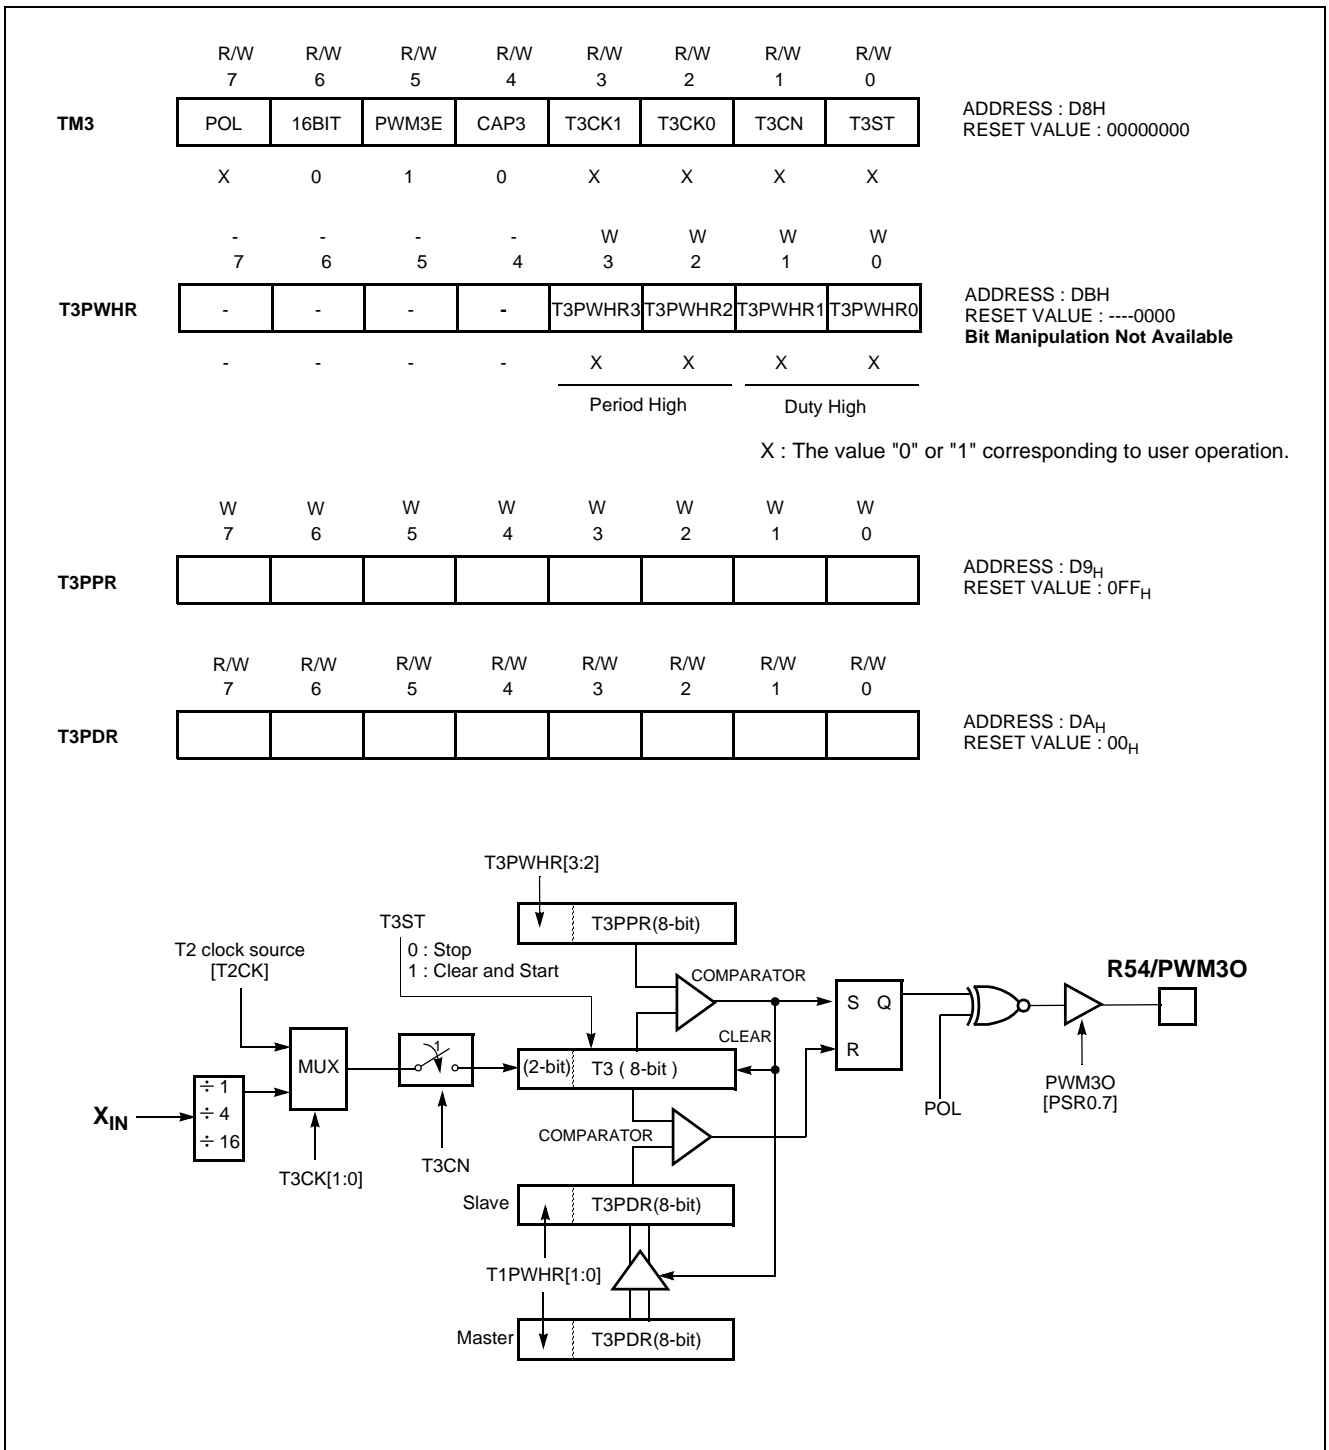 R/W R/W R/W R/W R/W R/W R/W R/W
7 6 5 4 3 2 1 0
TM3 POL 16BIT PWM3E CAP3 T3CK1 T3CK0 T3CN T3ST
ADDRESS : D8H
RESET VALUE : 00000000
X 0 1 0 X X X X
- - - - W W W W
7 6 5 4 3 2 1 0
T3PWHR - - - - T3PWHR3 T3PWHR2 T3PWHR1 T3PWHR0
ADDRESS : DBH
RESET VALUE : ----0000
Bit Manipulation Not Available
- - - - X X X X
Period High Duty High
X : The value "0" or "1" corresponding to user operation.
W W W W W W W W
7 6 5 4 3 2 1 0
T3PPR
ADDRESS : D9H
RESET VALUE : 0FFH
R/W R/W R/W R/W R/W R/W R/W R/W
7 6 5 4 3 2 1 0
T3PDR
ADDRESS : DAH
RESET VALUE : 00H
T3PWHR[3:2]
T3ST
0 : Stop
1 : Clear and Start
T3PPR(8-bit)
T2 clock source
[T2CK]
COMPARATOR
R54/PWM3O
S Q
R
CLEAR
MUX
1
(2-bit) T3 ( 8-bit )
XIN
÷ 1
÷ 4
÷ 16
POL
PWM3O
[PSR0.7]
COMPARATOR
T3CK[1:0]
T3CN
Slave T3PDR(8-bit)
T1PWHR[1:0]
Master T3PDR(8-bit)